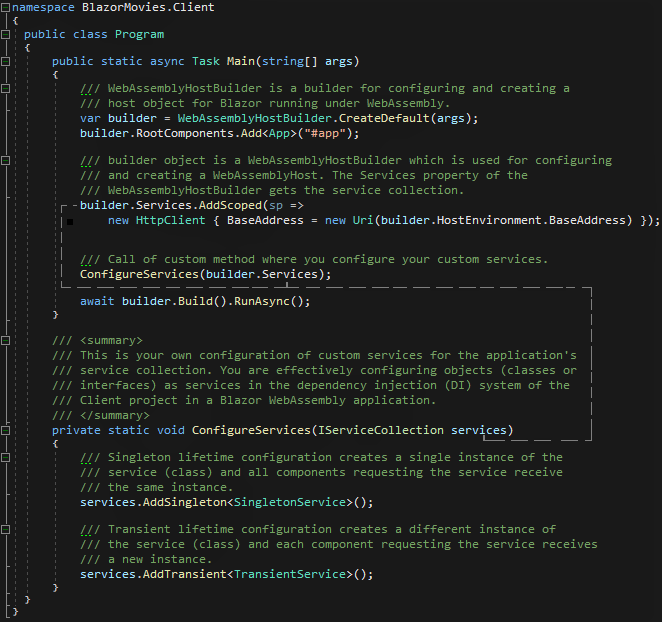 namespace BlazorMovies.Client
{
public class Program
{
public static async Task Main(string[] args)
{
/// WebAssemblyHostBuilder is a builder for configuring and creating a
/// host object for Blazor running under WebAssembly.
var builder = WebAssemblyHostBuilder.CreateDefault(args);
builder.RootComponents.Add<App>("#app");
/// builder object is a WebAssemblyHostBuilder which is used for configuring
/// and creating a WebAssemblyHost. The Services property of the
/// WebAssemblyHostBuilder gets the service collection.
builder.Services.AddScoped(sp =>
new HttpClient { BaseAddress = new Uri(builder.HostEnvironment.BaseAddress) });
/// Call of custom method where you configure your custom services.
ConfigureServices(builder.Services);
await builder.Build().RunAsync();
}
/// <summary>
/// This is your own configuration of custom services for the application's
/// service collection. You are effectively configuring objects (classes or
/// interfaces) as services in the dependency injection (DI) system of the
/// Client project in a Blazor WebAssembly application.
/// </summary>
private static void ConfigureServices(IServiceCollection services)
{
/// Singleton lifetime configuration creates a single instance of the
/// service (class) and all components requesting the service receive
/// the same instance.
services.AddSingleton<SingletonService>();
/// Transient lifetime configuration creates a different instance of
/// the service (class) and each component requesting the service receives
/// a new instance.
services.AddTransient<TransientService>();
}
}
}